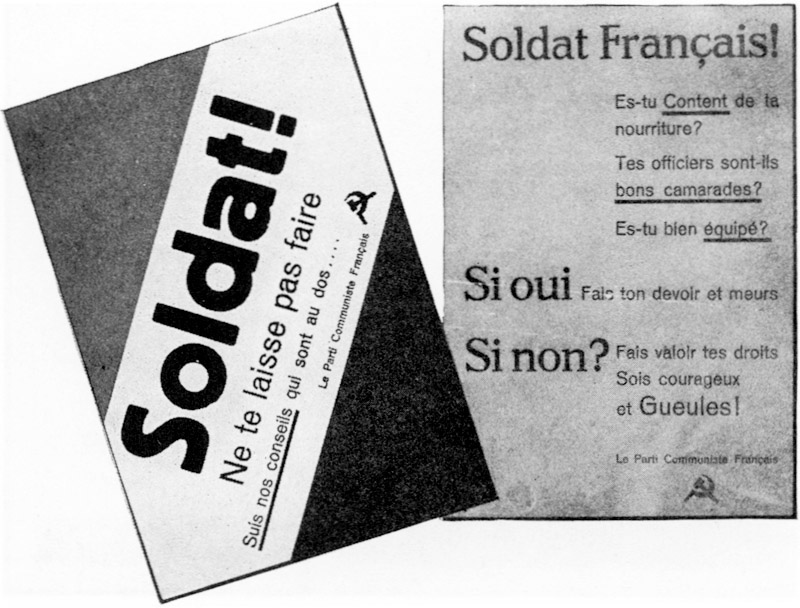 Soldat!
Ne te laisse pas faire
Suis nos conseils qui sont au dos....
Le Parti Communiste Français
Soldat Français!
Es-tu Content de ta
nourriture?
Tes officiers sont-ils
bons camarades?
Es-tu bien équipé?
Si oui Fais ton devoir et meurs
Si non? Fais valoir tes droits
Sois courageux
et Gueules!
Le Parti Communiste Français